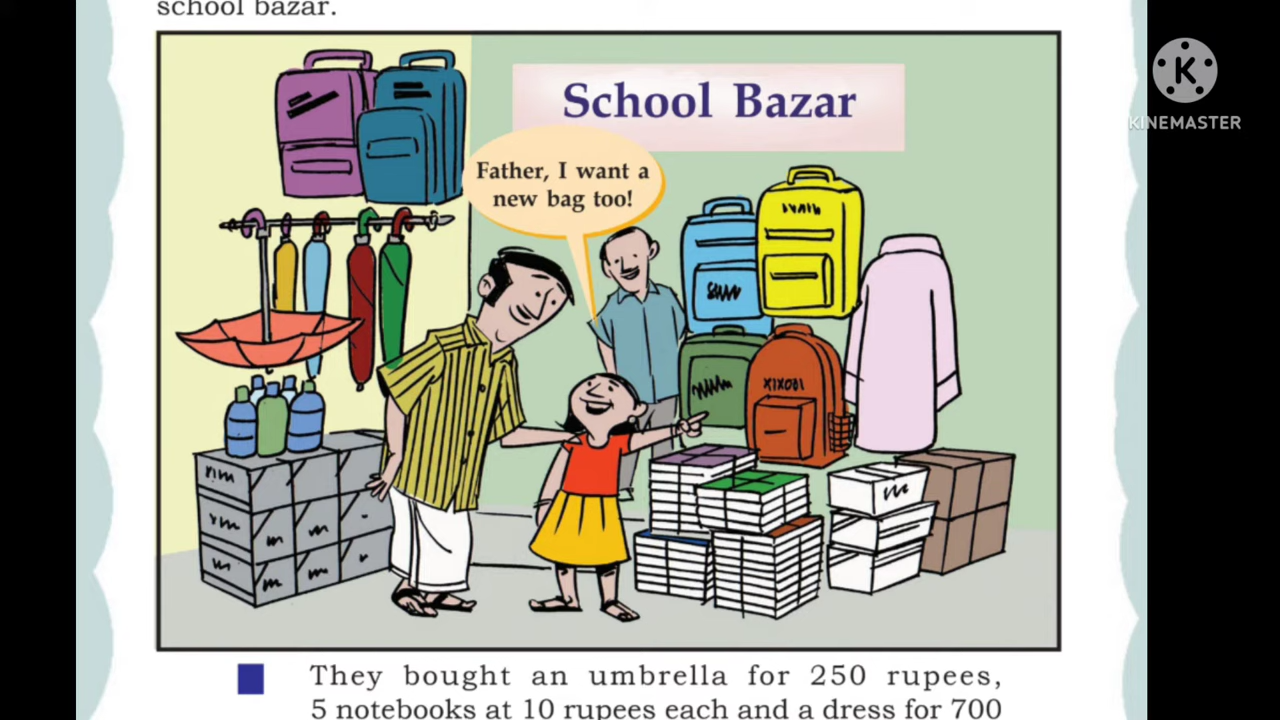 school bazar.
School Bazar
Father, I want a
new bag too!
KINEMASTER
They bought an umbrella for 250 rupees,
5 notebooks at 10 rupees each and a dress for 700